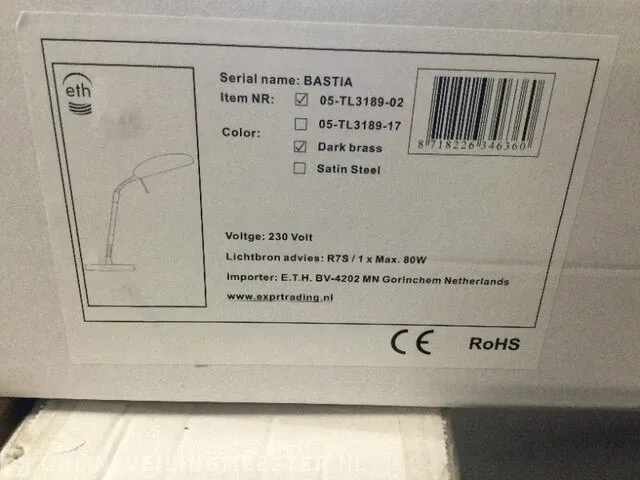 eth
Serial name: BASTIA
Item NR: ☑ 05-TL3189-02
☐ 05-TL3189-17
Color: ☑ Dark brass
☐ Satin Steel
8 718226 346360
Voltge: 230 Volt
Lichtbron advies: R7S / 1 x Max. 80W
Importer: E.T.H. BV-4202 MN Gorinchem Netherlands
www.exprtrading.nl
CE RoHS
ONLINEVEILINGMEESTER.NL